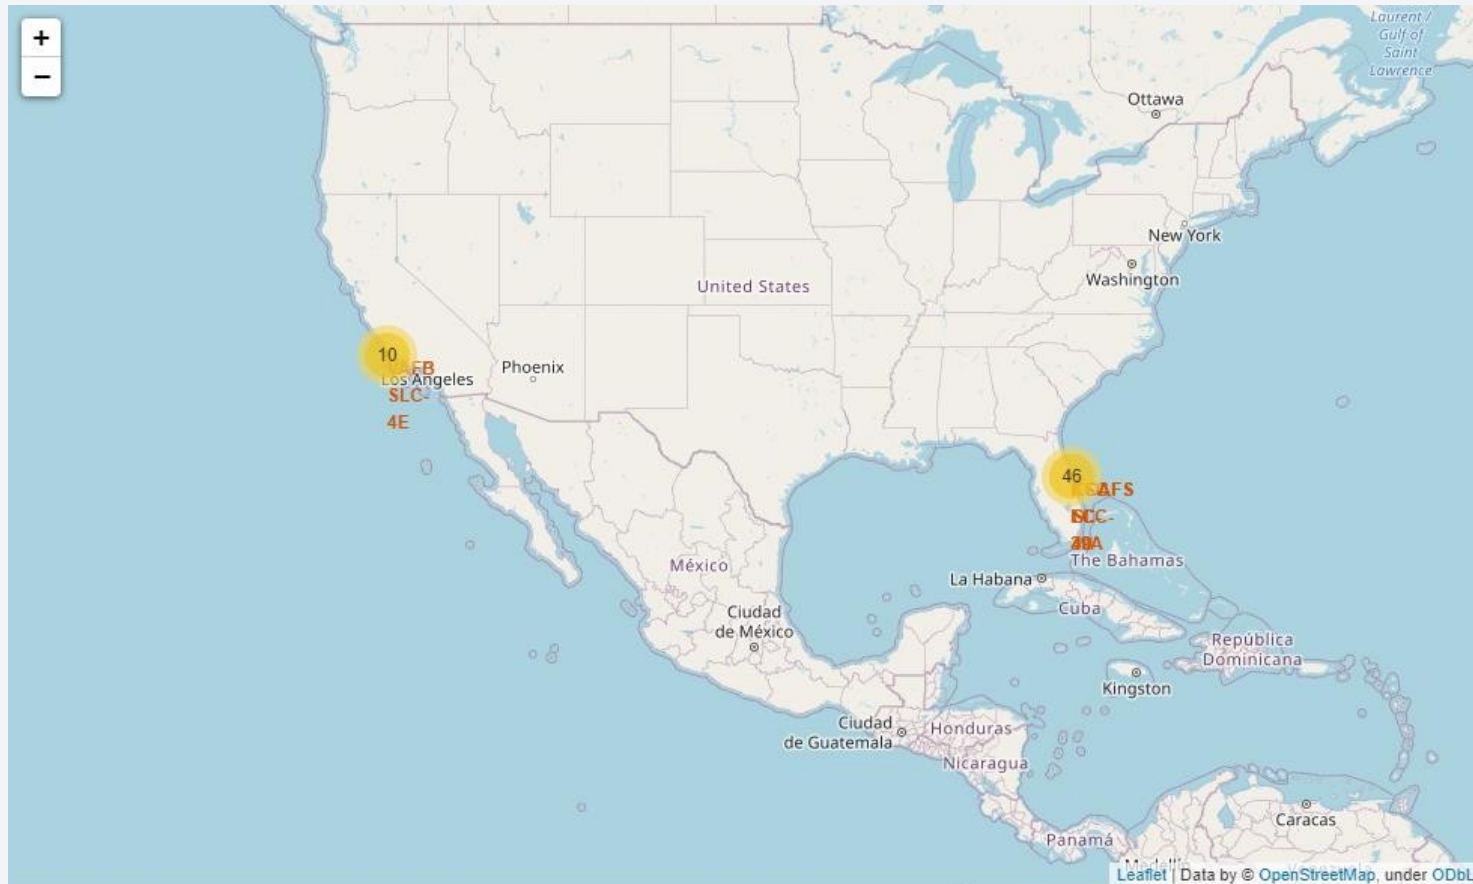 +
−
Laurent /
Gulf of
Saint
Lawrence
Ottawa
New York
Washington
United States
10
Phoenix
Los Angeles
SLC-
4E
46
The Bahamas
La Habana
Cuba
México
Ciudad
de México
República
Dominicana
Kingston
Ciudad
de Guatemala
Honduras
Nicaragua
Caracas
Panamá
Medellín
Venezuela
Leaflet | Data by © OpenStreetMap, under ODbL